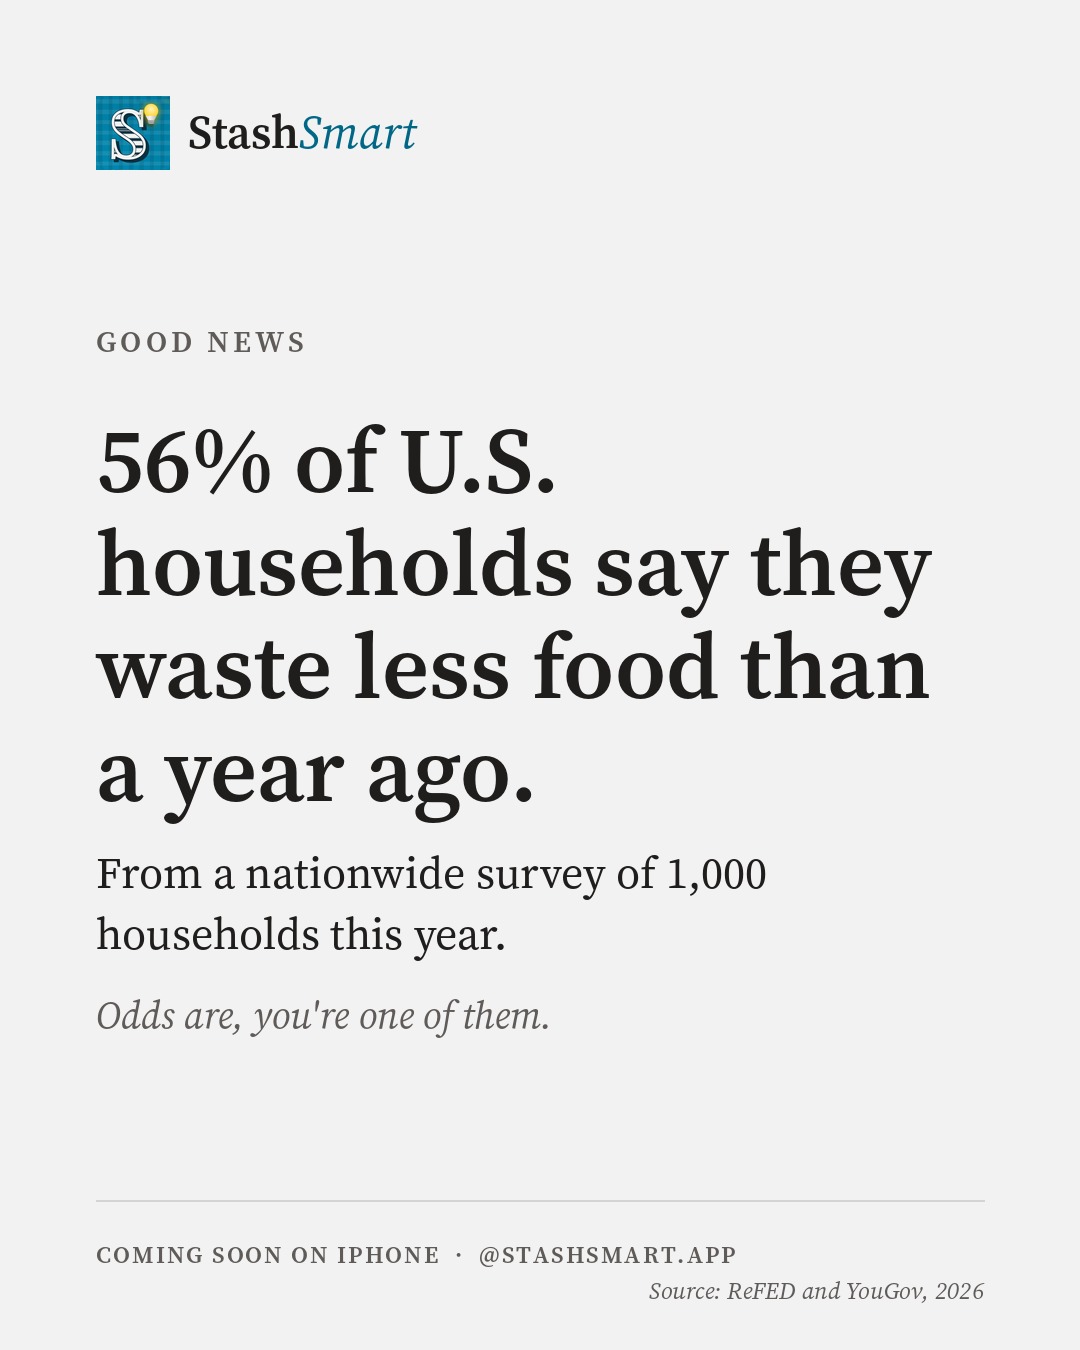 S
StashSmart
GOOD NEWS
56% of U.S.
households say they
waste less food than
a year ago.
From a nationwide survey of 1,000
households this year.
Odds are, you're one of them.
COMING SOON ON IPHONE · @STASHSMART.APP
Source: ReFED and YouGov, 2026